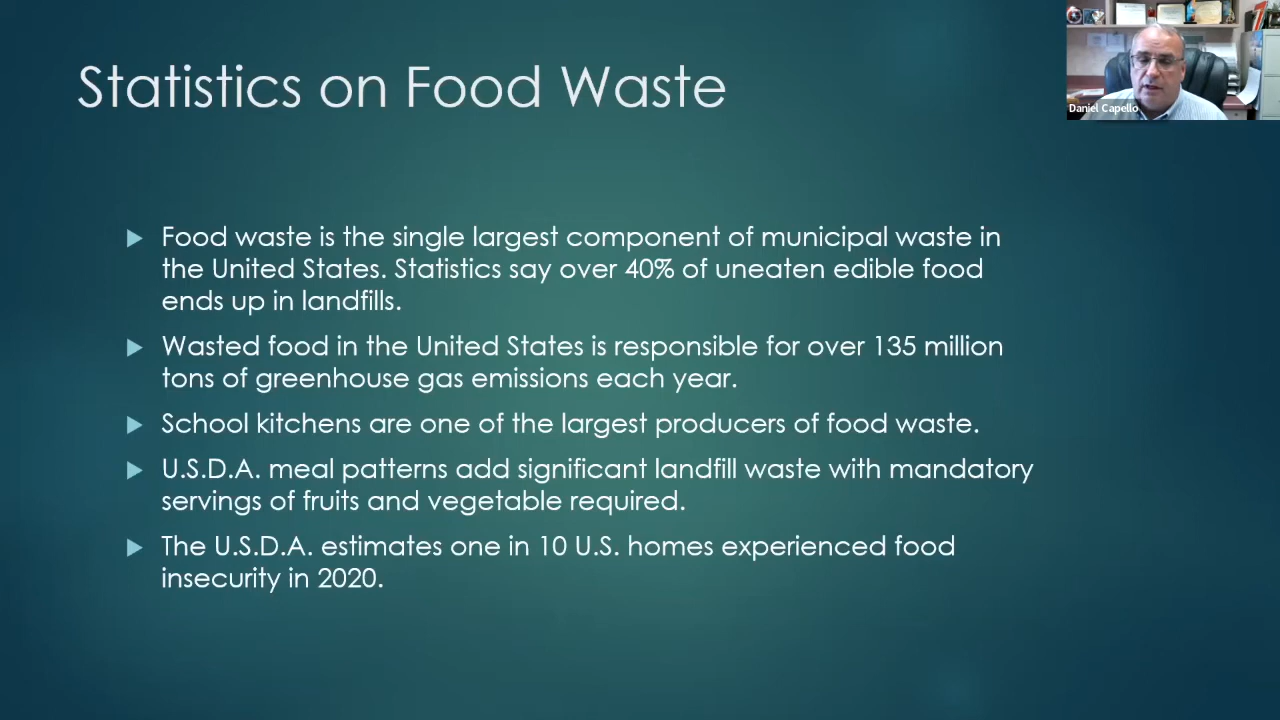 Statistics on Food Waste
Daniel Capello
Food waste is the single largest component of municipal waste in
the United States. Statistics say over 40% of uneaten edible food
ends up in landfills.
Wasted food in the United States is responsible for over 135 million
tons of greenhouse gas emissions each year.
School kitchens are one of the largest producers of food waste.
U.S.D.A. meal patterns add significant landfill waste with mandatory
servings of fruits and vegetable required.
The U.S.D.A. estimates one in 10 U.S. homes experienced food
insecurity in 2020.